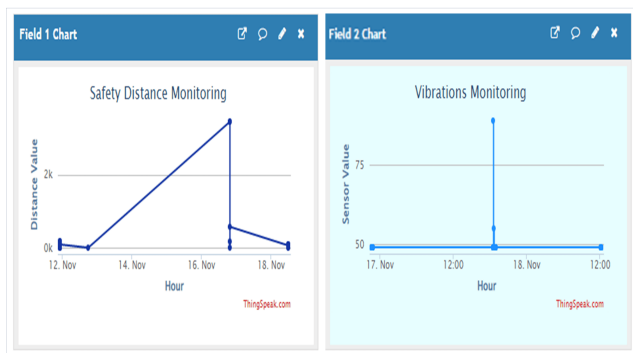 Field 1 Chart
Safety Distance Monitoring
Distance Value
2k
0k
12. Nov 14. Nov 16. Nov 18. Nov
Hour
ThingSpeak.com
Field 2 Chart
Vibrations Monitoring
Sensor Value
75
50
17. Nov 12:00 18. Nov 12:00
Hour
ThingSpeak.com